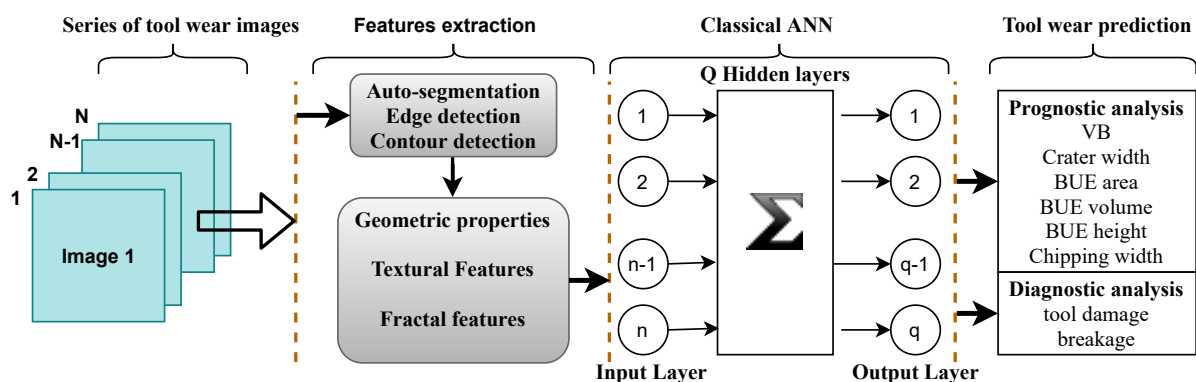 Series of tool wear images
Features extraction
Classical ANN
Tool wear prediction
N
N-1
2
1
Image 1
Auto-segmentation
Edge detection
Contour detection
Geometric properties
Textural Features
Fractal features
Q Hidden layers
1
2
n-1
n
Input Layer
Σ
1
2
q-1
q
Output Layer
Prognostic analysis
VB
Crater width
BUE area
BUE volume
BUE height
Chipping width
Diagnostic analysis
tool damage
breakage